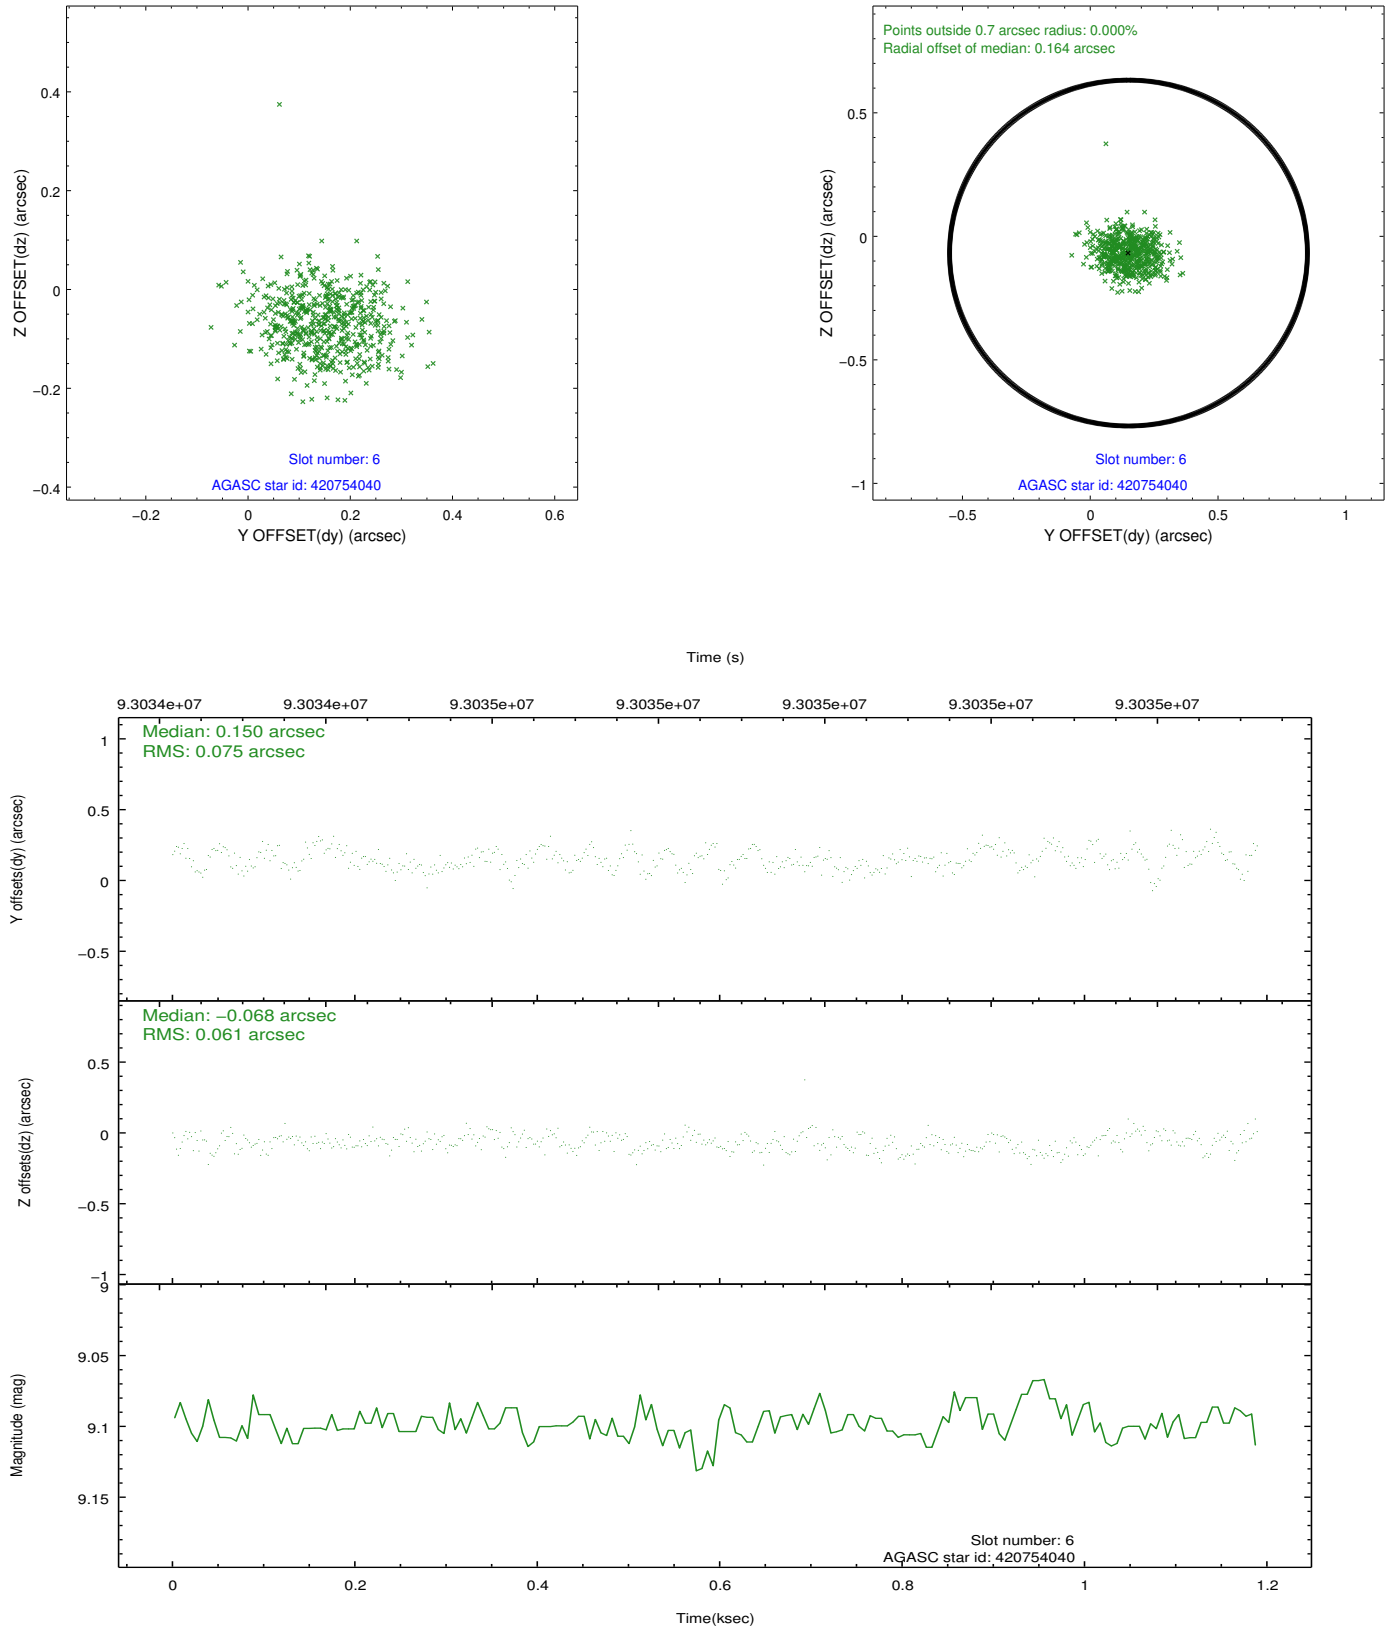 0.4
0.2
0
−0.2
−0.4
Z OFFSET(dz) (arcsec)
Slot number: 6
AGASC star id: 420754040
−0.2
0
0.2
0.4
0.6
Y OFFSET(dy) (arcsec)
Points outside 0.7 arcsec radius: 0.000%
Radial offset of median: 0.164 arcsec
0.5
0
−0.5
−1
Z OFFSET(dz) (arcsec)
Slot number: 6
AGASC star id: 420754040
−0.5
0
0.5
1
Y OFFSET(dy) (arcsec)
Time (s)
9.3034e+07
9.3034e+07
9.3035e+07
9.3035e+07
9.3035e+07
9.3035e+07
9.3035e+07
Median: 0.150 arcsec
RMS: 0.075 arcsec
1
0.5
0
−0.5
Y offsets(dy) (arcsec)
Median: −0.068 arcsec
RMS: 0.061 arcsec
0.5
0
−0.5
−1
Z offsets(dz) (arcsec)
9
9.05
9.1
9.15
Magnitude (mag)
Slot number: 6
AGASC star id: 420754040
0
0.2
0.4
0.6
0.8
1
1.2
Time(ksec)